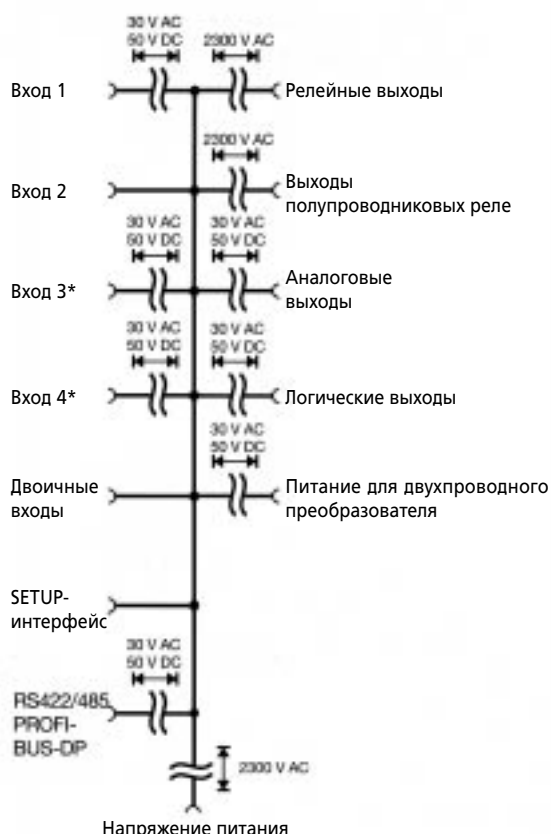 30 V AC
50 V DC
2300 V AC
Вход 1
Релейные выходы
2300 V AC
Вход 2
Выходы
полупроводниковых реле
30 V AC
50 V DC
30 V AC
50 V DC
Вход 3*
Аналоговые
выходы
30 V AC
50 V DC
30 V AC
50 V DC
Вход 4*
Логические выходы
30 V AC
50 V DC
Двоичные
входы
Питание для двухпроводного
преобразователя
SETUP-
интерфейс
30 V AC
50 V DC
RS422/485
PROFI-
BUS-DP
2300 V AC
Напряжение питания